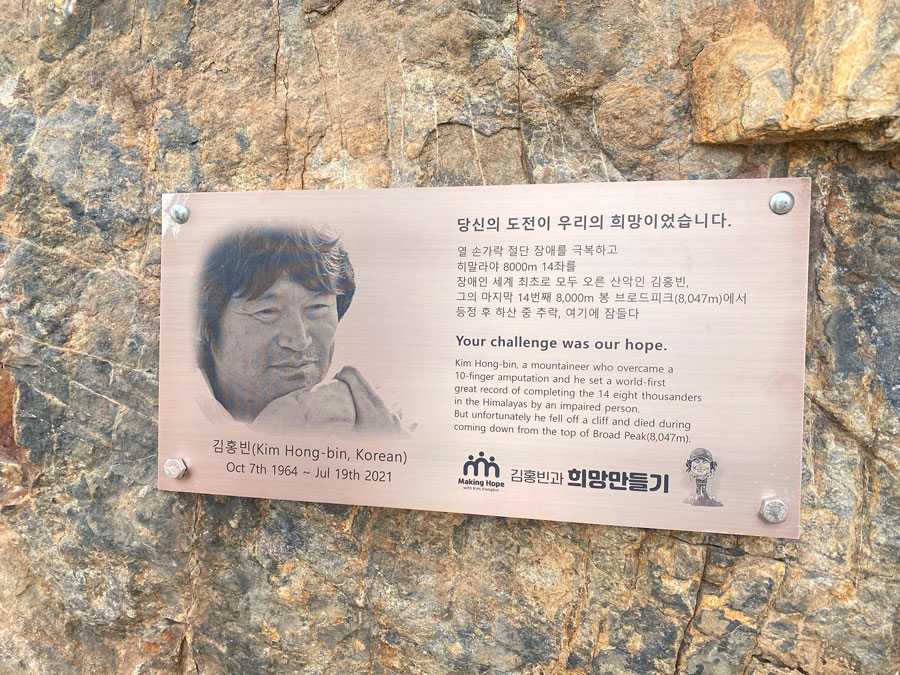 당신의 도전이 우리의 희망이었습니다.
열 손가락 절단 장애를 극복하고
히말라야 8000m 14좌를
장애인 세계 최초로 모두 오른 산악인 김홍빈,
그의 마지막 14번째 8,000m 봉 브로드피크(8,047m)에서
등정 후 하산 중 추락, 여기에 잠들다
Your challenge was our hope.
Kim Hong-bin, a mountaineer who overcame a
10-finger amputation and he set a world-first
great record of completing the 14 eight thousanders
in the Himalayas by an impaired person.
But unfortunately he fell off a cliff and died during
coming down from the top of Broad Peak(8,047m).
김홍빈(Kim Hong-bin, Korean)
Oct 7th 1964 ~ Jul 19th 2021
Making Hope
with Kim Hongbin
김홍빈과 희망만들기